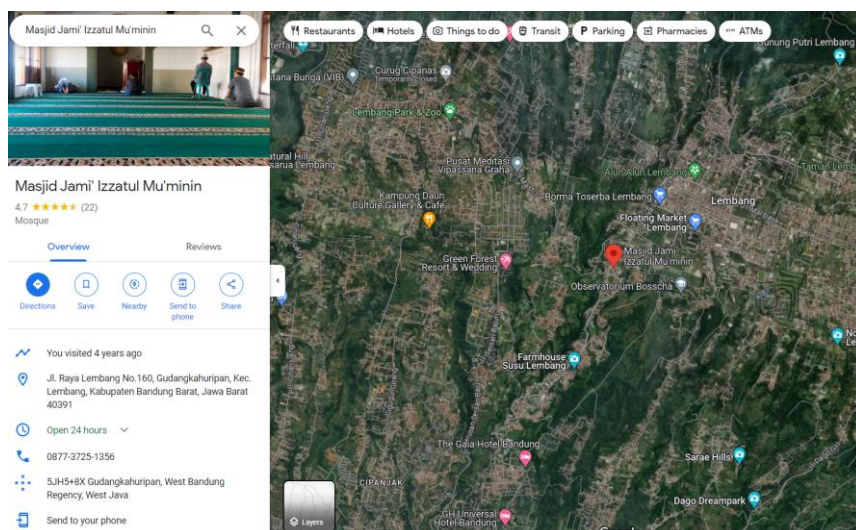 Masjid Jami' Izzatul Mu'minin
Masjid Jami' Izzatul Mu'minin
4.7 (22)
Mosque
Overview
Reviews
Directions
Save
Nearby
Send to
phone
Share
You visited 4 years ago
Jl. Raya Lembang No.160, Gudangkahuripan, Kec.
Lembang, Kabupaten Bandung Barat, Jawa Barat
40391
Open 24 hours
0877-3725-1356
5JH5+8X Gudangkahuripan, West Bandung
Regency, West Java
Send to your phone
Restaurants
Hotels
Things to do
Transit
P Parking
Pharmacies
ATMs
Gunung Putri Lembang
Curug Cipanas
Temporarily closed
Istana Bunga (VIB)
Lembang Park & Zoo
Pusat Meditasi
Vipassana Graha
Alun Alun Lembang
Kampung Daun
Culture Gallery & Cafe
Borma Toserba Lembang
Lembang
Floating Market
Lembang
Masjid Jami
Izzatul Mu'minin
Green Forest
Resort & Wedding
Observatorium Bosscha
Farmhouse
Susu Lembang
The Gaia Hotel Bandung
Sarae Hills
CIPANJAK
Dago Dreampark
GH Universal
Hotel Bandung
Layers